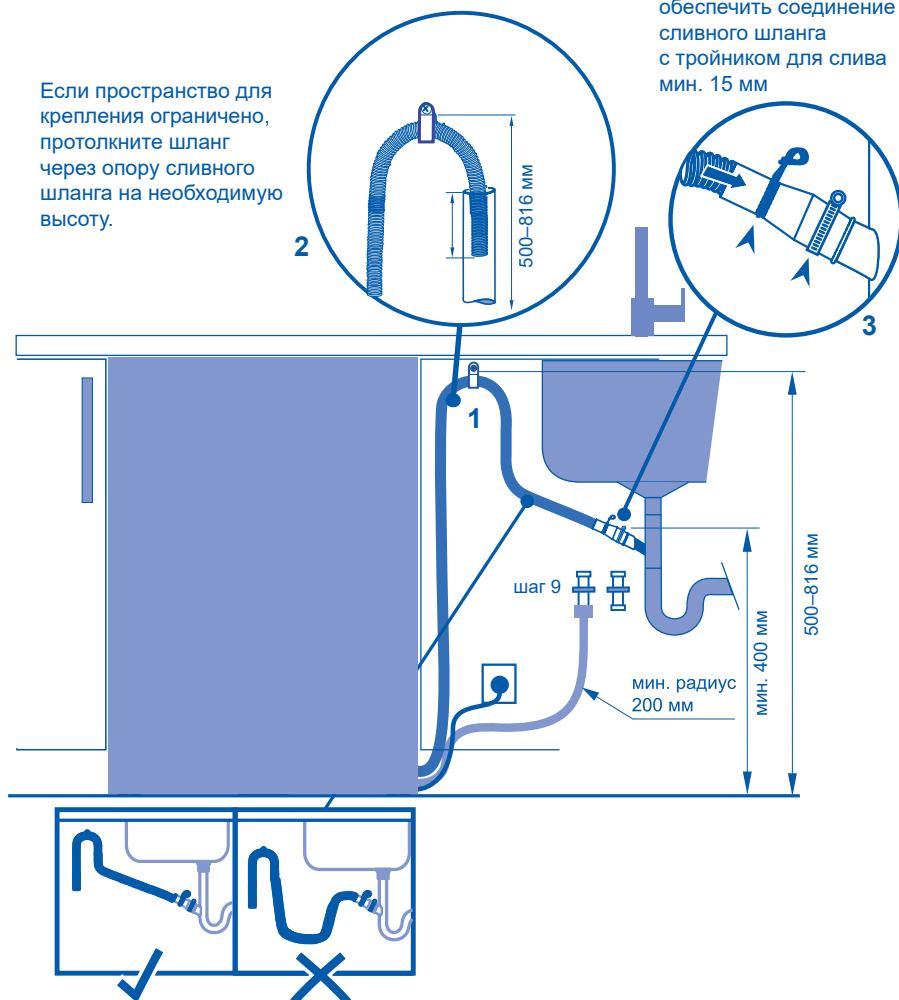 обеспечить соединение
сливного шланга
с тройником для слива
мин. 15 мм
Если пространство для
крепления ограничено,
протолкните шланг
через опору сливного
шланга на необходимую
высоту.
2
500–816 мм
3
1
шаг 9
мин. радиус
200 мм
мин. 400 мм
500–816 мм